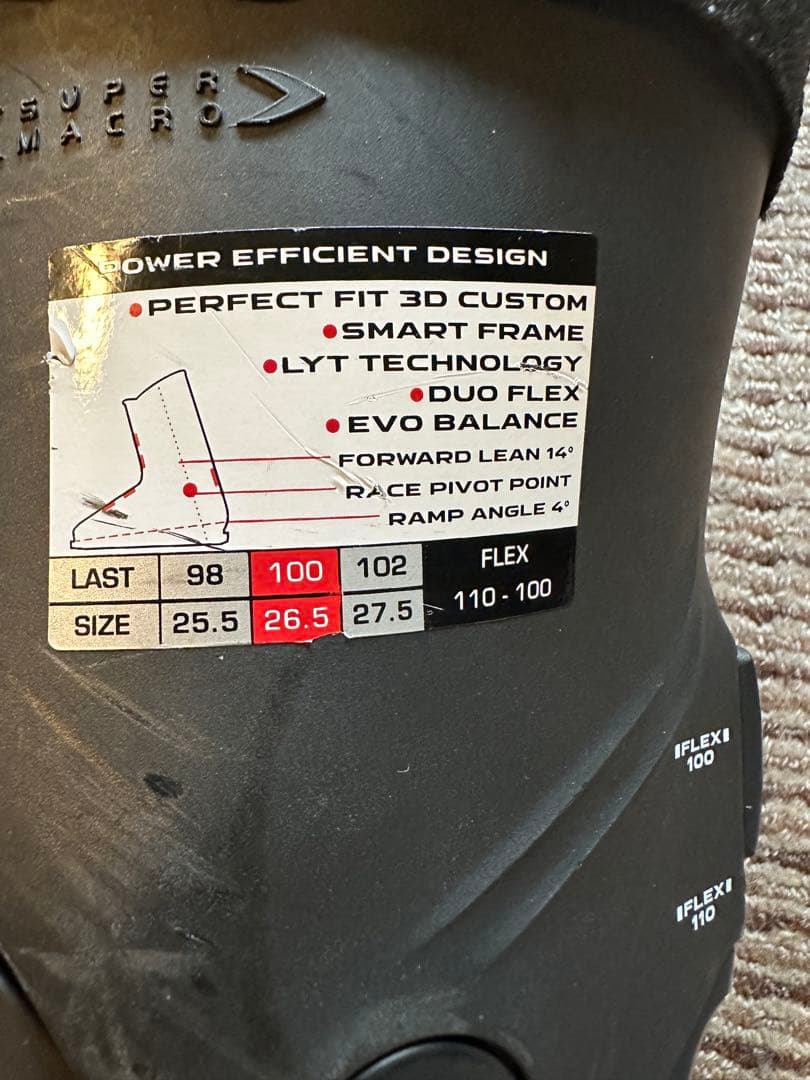 SUPER
MACRO
POWER EFFICIENT DESIGN
•PERFECT FIT 3D CUSTOM
•SMART FRAME
•LYT TECHNOLOGY
•DUO FLEX
•EVO BALANCE
FORWARD LEAN 14°
RACE PIVOT POINT
RAMP ANGLE 4°
LAST 98 100 102
SIZE 25.5 26.5 27.5
FLEX
110 - 100
FLEX
100
FLEX
110